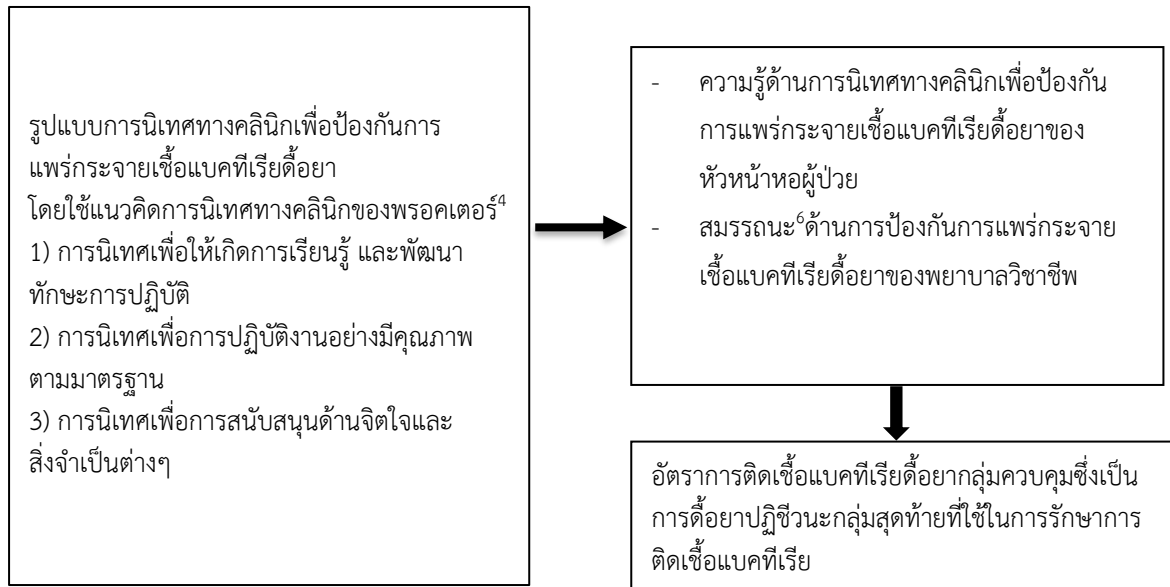 รูปแบบการนิเทศทางคลินิกเพื่อป้องกันการ
แพร่กระจายเชื้อแบคทีเรียดื้อยา
โดยใช้แนวคิดการนิเทศทางคลินิกของพรอคเตอร์⁴
1) การนิเทศเพื่อให้เกิดการเรียนรู้ และพัฒนา
ทักษะการปฏิบัติ
2) การนิเทศเพื่อการปฏิบัติงานอย่างมีคุณภาพ
ตามมาตรฐาน
3) การนิเทศเพื่อการสนับสนุนด้านจิตใจและ
สิ่งจำเป็นต่างๆ
- ความรู้ด้านการนิเทศทางคลินิกเพื่อป้องกัน
การแพร่กระจายเชื้อแบคทีเรียดื้อยาของ
หัวหน้าหอผู้ป่วย
- สมรรถนะ⁶ด้านการป้องกันการแพร่กระจาย
เชื้อแบคทีเรียดื้อยาของพยาบาลวิชาชีพ
อัตราการติดเชื้อแบคทีเรียดื้อยากลุ่มควบคุมซึ่งเป็น
การดื้อยาปฏิชีวนะกลุ่มสุดท้ายที่ใช้ในการรักษาการ
ติดเชื้อแบคทีเรีย